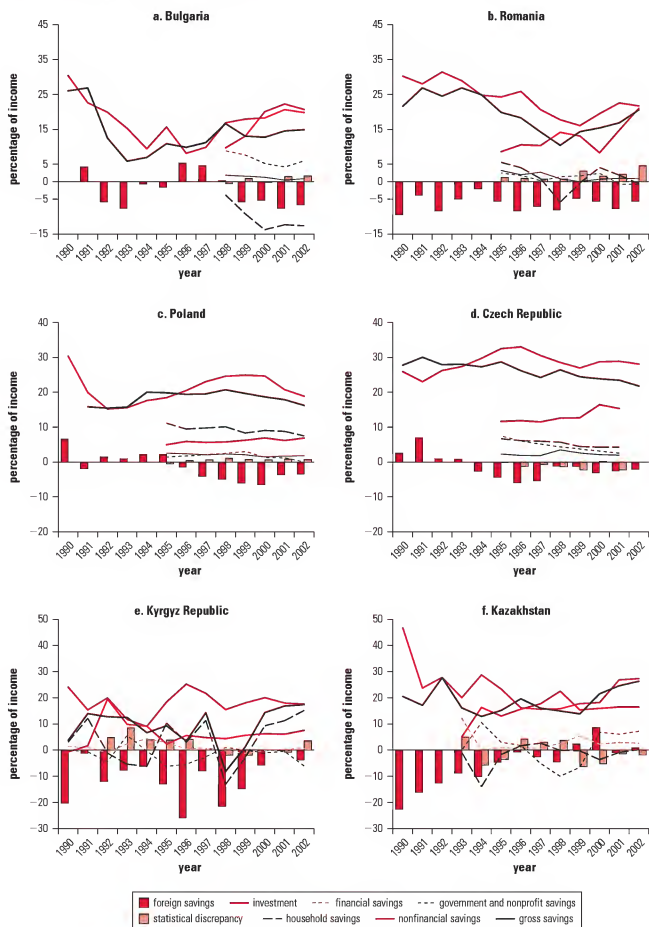 a. Bulgaria
percentage of income
45
35
25
15
5
−5
−15
1990 1991 1992 1993 1994 1995 1996 1997 1998 1999 2000 2001 2002
year
b. Romania
percentage of income
45
35
25
15
5
−5
−15
1990 1991 1992 1993 1994 1995 1996 1997 1998 1999 2000 2001 2002
year
c. Poland
percentage of income
40
30
20
10
0
−10
−20
1990 1991 1992 1993 1994 1995 1996 1997 1998 1999 2000 2001 2002
year
d. Czech Republic
percentage of income
40
30
20
10
0
−10
−20
1990 1991 1992 1993 1994 1995 1996 1997 1998 1999 2000 2001 2002
year
e. Kyrgyz Republic
percentage of income
50
40
30
20
10
0
−10
−20
−30
1990 1991 1992 1993 1994 1995 1996 1997 1998 1999 2000 2001 2002
year
f. Kazakhstan
percentage of income
50
40
30
20
10
0
−10
−20
−30
1990 1991 1992 1993 1994 1995 1996 1997 1998 1999 2000 2001 2002
year
foreign savings investment financial savings government and nonprofit savings
statistical discrepancy household savings nonfinancial savings gross savings